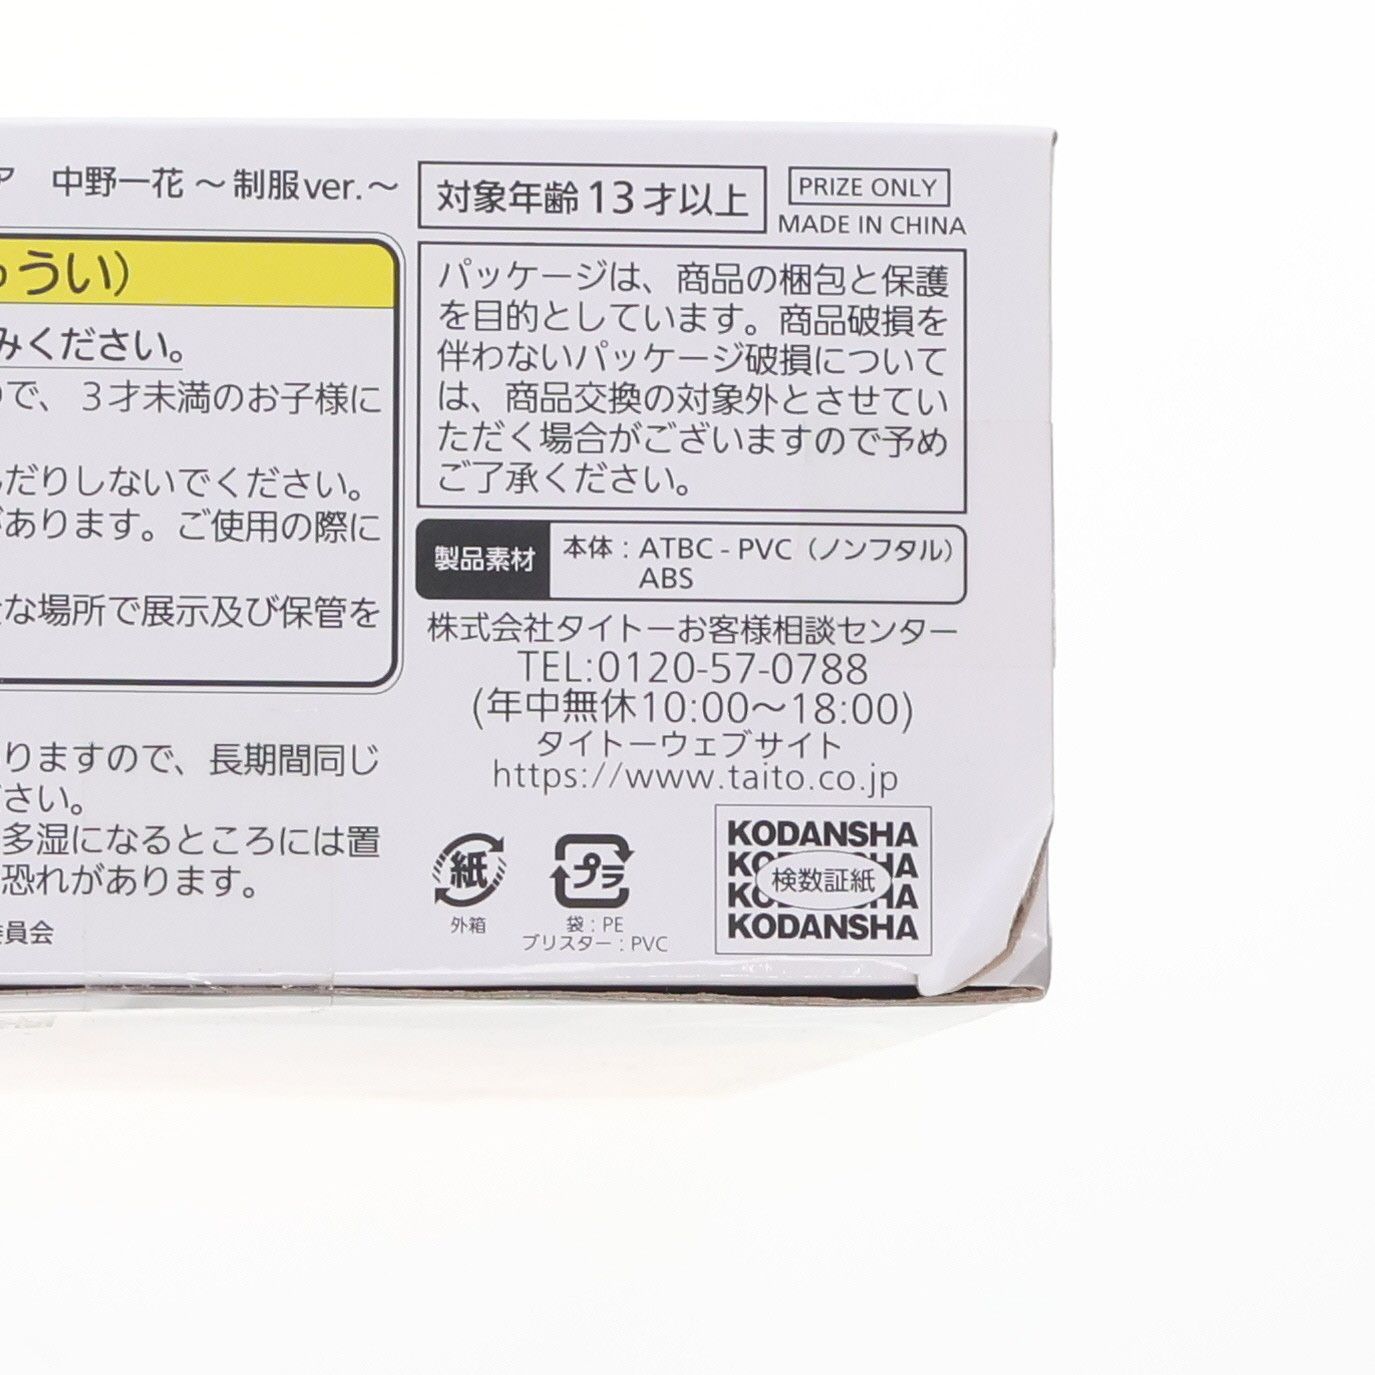 ア 中野一花 ～制服ver.～
うい）
みください。
で、３才未満のお子様に
だりしないでください。
があります。ご使用の際に
な場所で展示及び保管を
りますので、長期間同じ
さい。
多湿になるところには置
恐れがあります。
員会
対象年齢13才以上
PRIZE ONLY
MADE IN CHINA
パッケージは、商品の梱包と保護
を目的としています。商品破損を
伴わないパッケージ破損について
は、商品交換の対象外とさせてい
ただく場合がございますので予め
ご了承ください。
製品素材
本体：ATBC-PVC（ノンフタル）
ABS
株式会社タイトーお客様相談センター
TEL:0120-57-0788
(年中無休10:00～18:00)
タイトーウェブサイト
https://www.taito.co.jp
紙
外箱
プラ
袋：PE
ブリスター：PVC
KODANSHA
検数証紙
KODANSHA